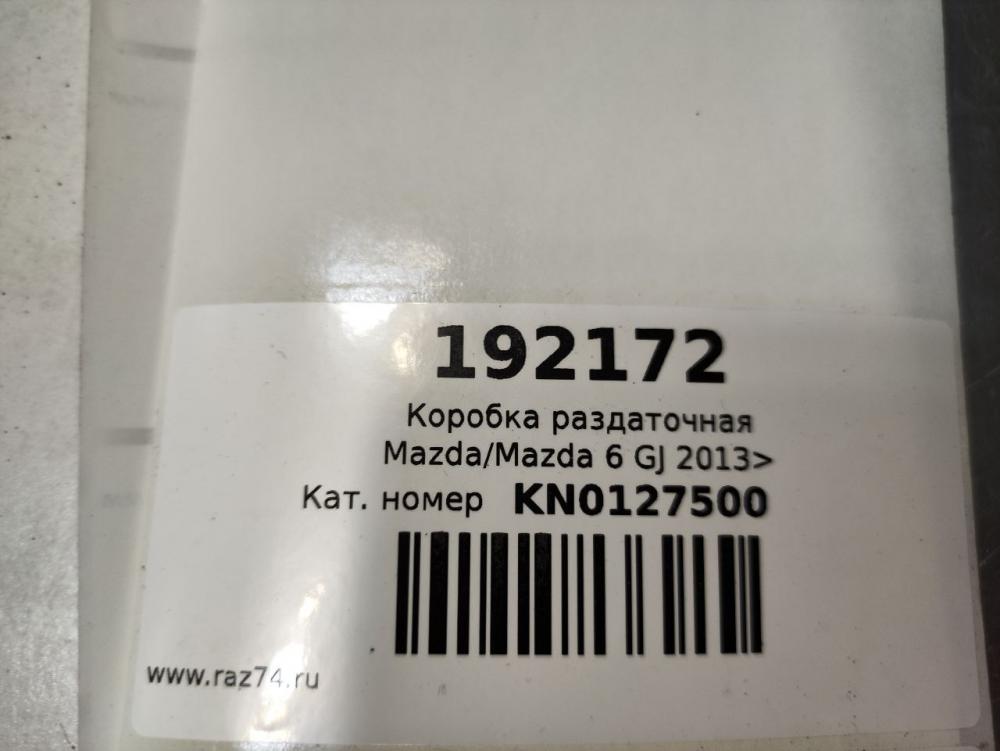 192172
Коробка раздаточная
Mazda/Mazda 6 GJ 2013>
Кат. номер KN0127500
www.raz74.ru